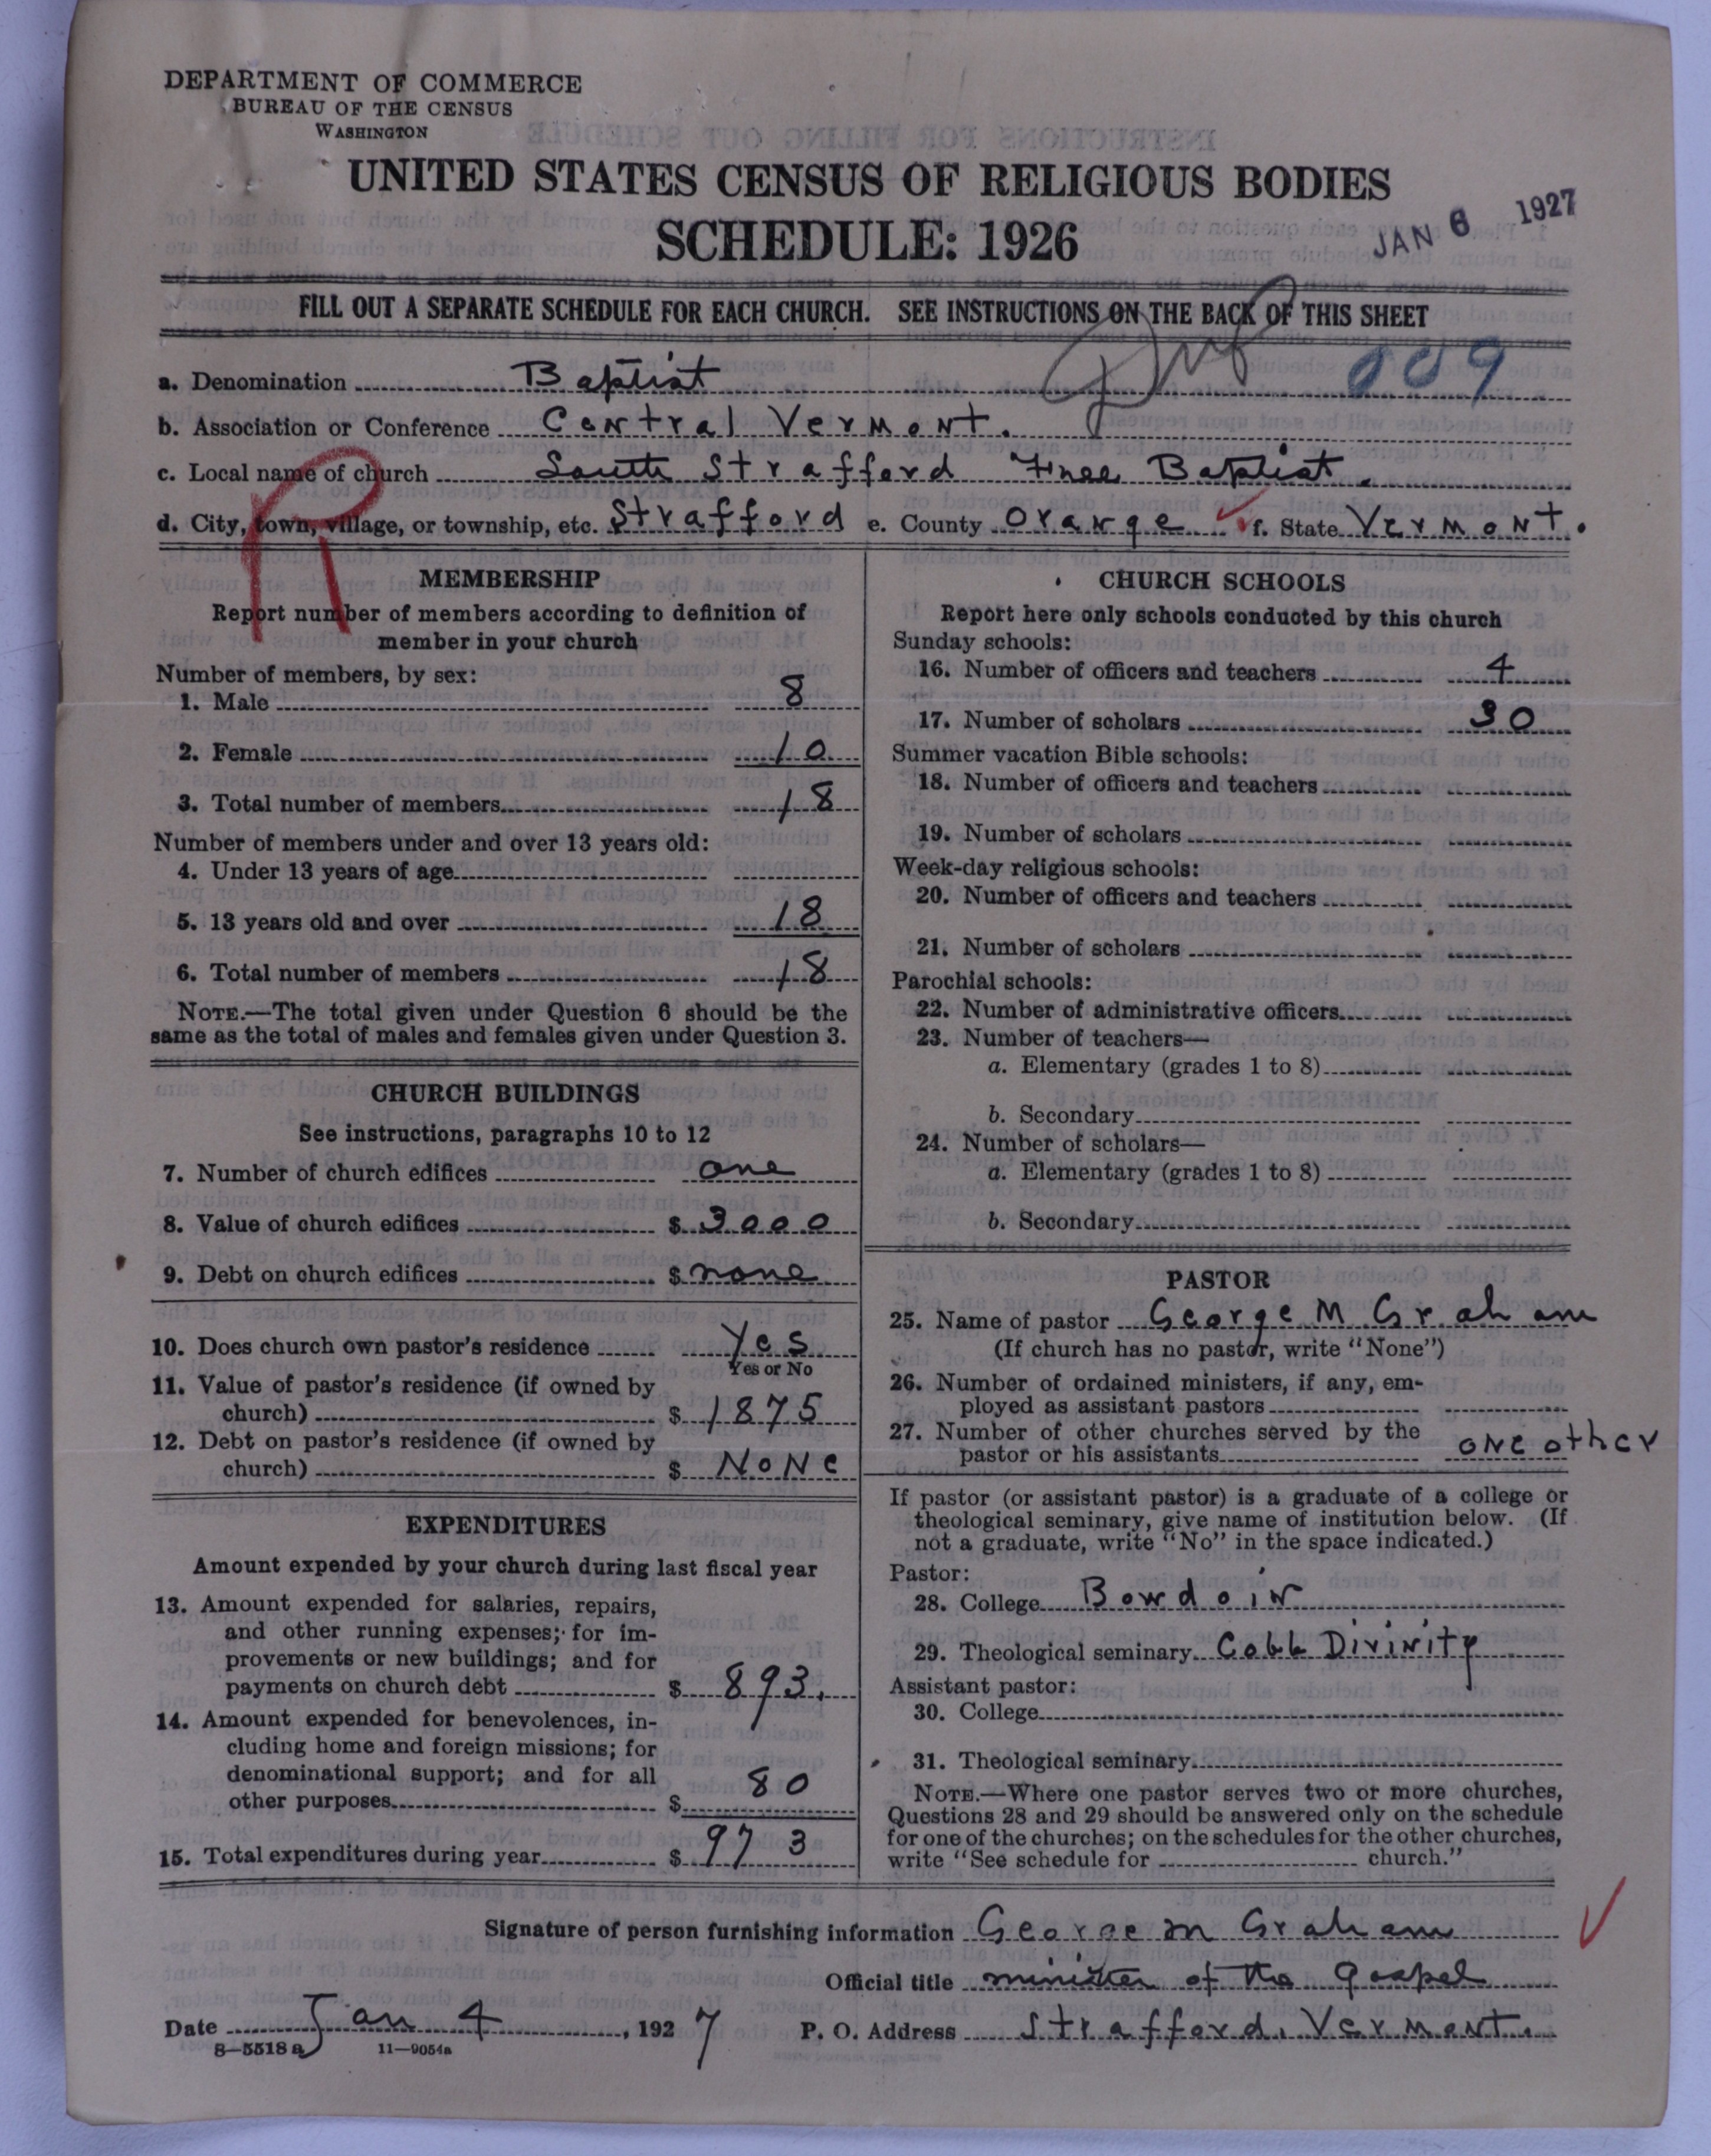 DEPARTMENT OF COMMERCE
BUREAU OF THE CENSUS
WASHINGTON
UNITED STATES CENSUS OF RELIGIOUS BODIES
SCHEDULE: 1926
JAN 6 1927
FILL OUT A SEPARATE SCHEDULE FOR EACH CHURCH. SEE INSTRUCTIONS ON THE BACK OF THIS SHEET
a. Denomination Baptist 009
b. Association or Conference Central Vermont.
c. Local name of church South Strafford Free Baptist.
d. City, town, village, or township, etc. Strafford e. County Orange f. State Vermont.
R
MEMBERSHIP
Report number of members according to definition of
member in your church
Number of members, by sex:
1. Male 8
2. Female 10
3. Total number of members 18
Number of members under and over 13 years old:
4. Under 13 years of age
5. 13 years old and over 18
6. Total number of members 18
NOTE.—The total given under Question 6 should be the
same as the total of males and females given under Question 3.
CHURCH BUILDINGS
See instructions, paragraphs 10 to 12
7. Number of church edifices one
8. Value of church edifices $ 3000
9. Debt on church edifices $ none
10. Does church own pastor's residence Yes
Yes or No
11. Value of pastor's residence (if owned by
church) $ 1875
12. Debt on pastor's residence (if owned by
church) $ NoNe
EXPENDITURES
Amount expended by your church during last fiscal year
13. Amount expended for salaries, repairs,
and other running expenses; for im-
provements or new buildings; and for
payments on church debt $ 893.
14. Amount expended for benevolences, in-
cluding home and foreign missions; for
denominational support; and for all
other purposes $ 80
15. Total expenditures during year $ 973
CHURCH SCHOOLS
Report here only schools conducted by this church
Sunday schools:
16. Number of officers and teachers 4
17. Number of scholars 30
Summer vacation Bible schools:
18. Number of officers and teachers
19. Number of scholars
Week-day religious schools:
20. Number of officers and teachers
21. Number of scholars
Parochial schools:
22. Number of administrative officers
23. Number of teachers—
a. Elementary (grades 1 to 8)
b. Secondary
24. Number of scholars—
a. Elementary (grades 1 to 8)
b. Secondary
PASTOR
25. Name of pastor George M Graham
(If church has no pastor, write "None")
26. Number of ordained ministers, if any, em-
ployed as assistant pastors
27. Number of other churches served by the
pastor or his assistants one other
If pastor (or assistant pastor) is a graduate of a college or
theological seminary, give name of institution below. (If
not a graduate, write "No" in the space indicated.)
Pastor:
28. College Bowdoin
29. Theological seminary Cobb Divinity
Assistant pastor:
30. College
31. Theological seminary
NOTE.—Where one pastor serves two or more churches,
Questions 28 and 29 should be answered only on the schedule
for one of the churches; on the schedules for the other churches,
write "See schedule for church."
Signature of person furnishing information George M Graham
Official title minister of the gospel
Date Jan 4, 1927 P. O. Address Strafford, Vermont.
8—5518a 11—9054a